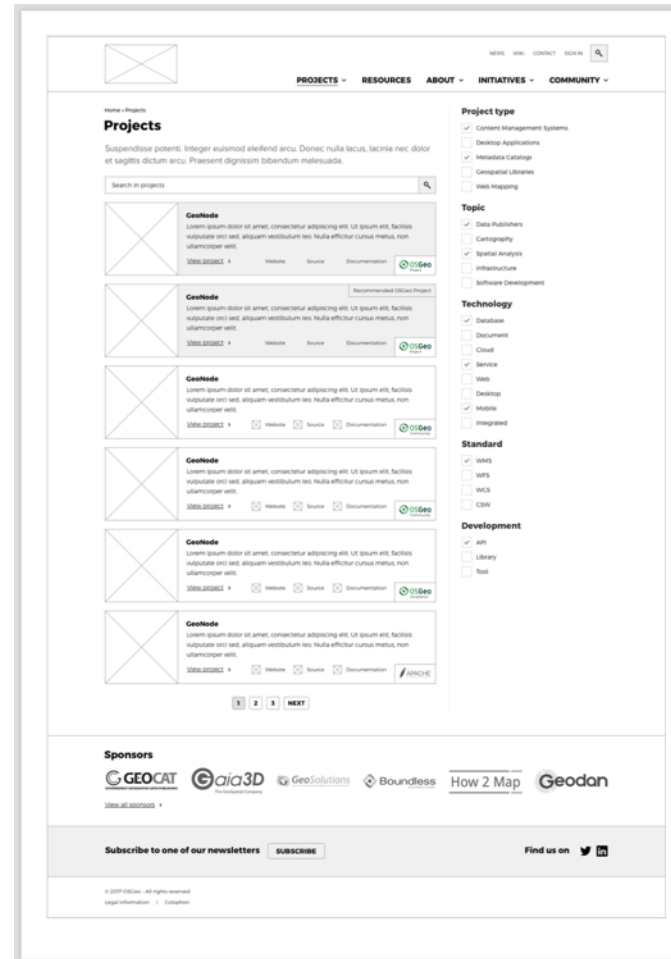 NEWS WIKI CONTACT SIGN IN
PROJECTS RESOURCES ABOUT INITIATIVES COMMUNITY
Home › Projects
Projects
Suspendisse potenti. Integer euismod eleifend arcu. Donec nulla lacus, lacinia nec dolor
et sagittis dictum arcu. Praesent dignissim bibendum malesuada.
Search in projects
GeoNode
Lorem ipsum dolor sit amet, consectetur adipiscing elit. Ut ipsum elit, facilisis
vulputate orci sed, aliquam vestibulum leo. Nulla efficitur cursus metus, non
ullamcorper velit.
View project Website Source Documentation
OSGeo
Project
Recommended OSGeo Project
GeoNode
Lorem ipsum dolor sit amet, consectetur adipiscing elit. Ut ipsum elit, facilisis
vulputate orci sed, aliquam vestibulum leo. Nulla efficitur cursus metus, non
ullamcorper velit.
View project Website Source Documentation
OSGeo
Project
GeoNode
Lorem ipsum dolor sit amet, consectetur adipiscing elit. Ut ipsum elit, facilisis
vulputate orci sed, aliquam vestibulum leo. Nulla efficitur cursus metus, non
ullamcorper velit.
View project Website Source Documentation
OSGeo
Community
GeoNode
Lorem ipsum dolor sit amet, consectetur adipiscing elit. Ut ipsum elit, facilisis
vulputate orci sed, aliquam vestibulum leo. Nulla efficitur cursus metus, non
ullamcorper velit.
View project Website Source Documentation
OSGeo
Community
GeoNode
Lorem ipsum dolor sit amet, consectetur adipiscing elit. Ut ipsum elit, facilisis
vulputate orci sed, aliquam vestibulum leo. Nulla efficitur cursus metus, non
ullamcorper velit.
View project Website Source Documentation
OSGeo
GeoNode
Lorem ipsum dolor sit amet, consectetur adipiscing elit. Ut ipsum elit, facilisis
vulputate orci sed, aliquam vestibulum leo. Nulla efficitur cursus metus, non
ullamcorper velit.
View project Website Source Documentation
APACHE
1 2 3 NEXT
Project type
Content Management Systems
Desktop Applications
Metadata Catalogs
Geospatial Libraries
Web Mapping
Topic
Data Publishers
Cartography
Spatial Analysis
Infrastructure
Software Development
Technology
Database
Document
Cloud
Service
Web
Desktop
Mobile
Integrated
Standard
WMS
WFS
WCS
CSW
Development
API
Library
Tool
Sponsors
GEOCAT
Gaia3D
The GeoSpatial Company
GeoSolutions
Boundless
How 2 Map
Geodan
View all sponsors
Subscribe to one of our newsletters SUBSCRIBE Find us on
© 2017 OSGeo - All rights reserved
Legal information | Colophon